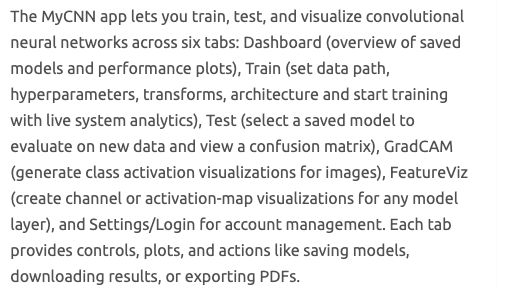 The MyCNN app lets you train, test, and visualize convolutional
neural networks across six tabs: Dashboard (overview of saved
models and performance plots), Train (set data path,
hyperparameters, transforms, architecture and start training
with live system analytics), Test (select a saved model to
evaluate on new data and view a confusion matrix), GradCAM
(generate class activation visualizations for images), FeatureViz
(create channel or activation-map visualizations for any model
layer), and Settings/Login for account management. Each tab
provides controls, plots, and actions like saving models,
downloading results, or exporting PDFs.